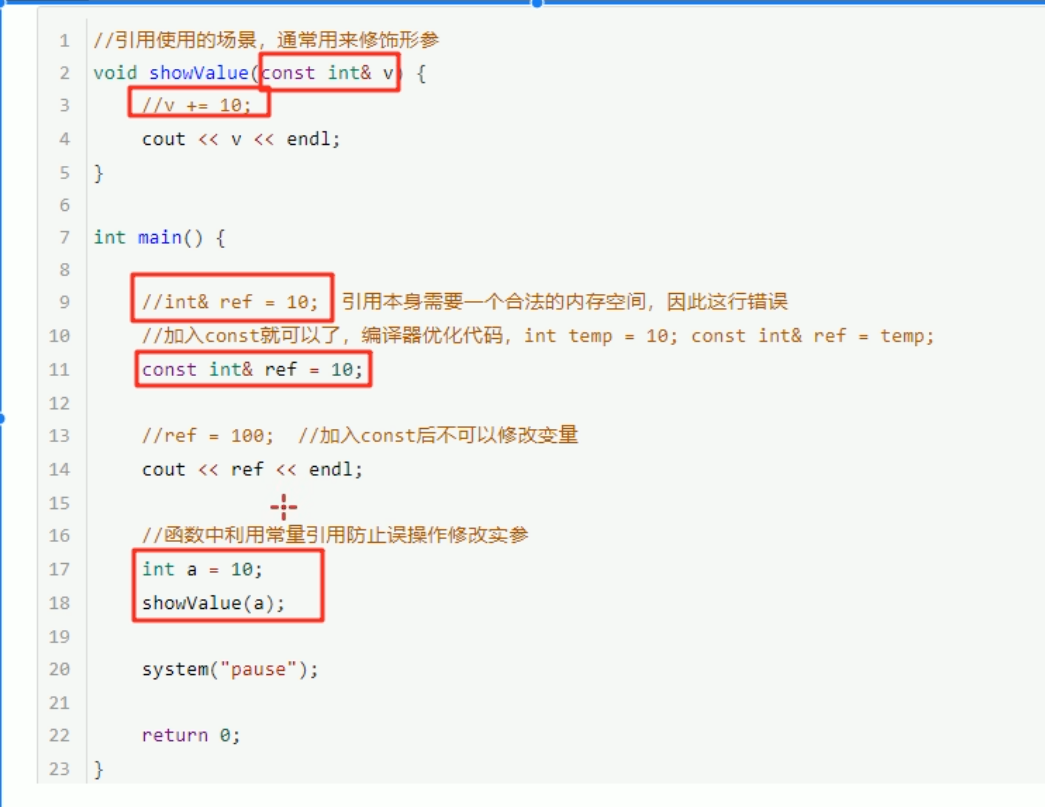 1 //引用使用的场景，通常用来修饰形参
2 void showValue(const int& v) {
3 //v += 10;
4 cout << v << endl;
5 }
6
7 int main() {
8
9 //int& ref = 10; 引用本身需要一个合法的内存空间，因此这行错误
10 //加入const就可以了，编译器优化代码，int temp = 10; const int& ref = temp;
11 const int& ref = 10;
12
13 //ref = 100; //加入const后不可以修改变量
14 cout << ref << endl;
15
16 //函数中利用常量引用防止误操作修改实参
17 int a = 10;
18 showValue(a);
19
20 system("pause");
21
22 return 0;
23 }